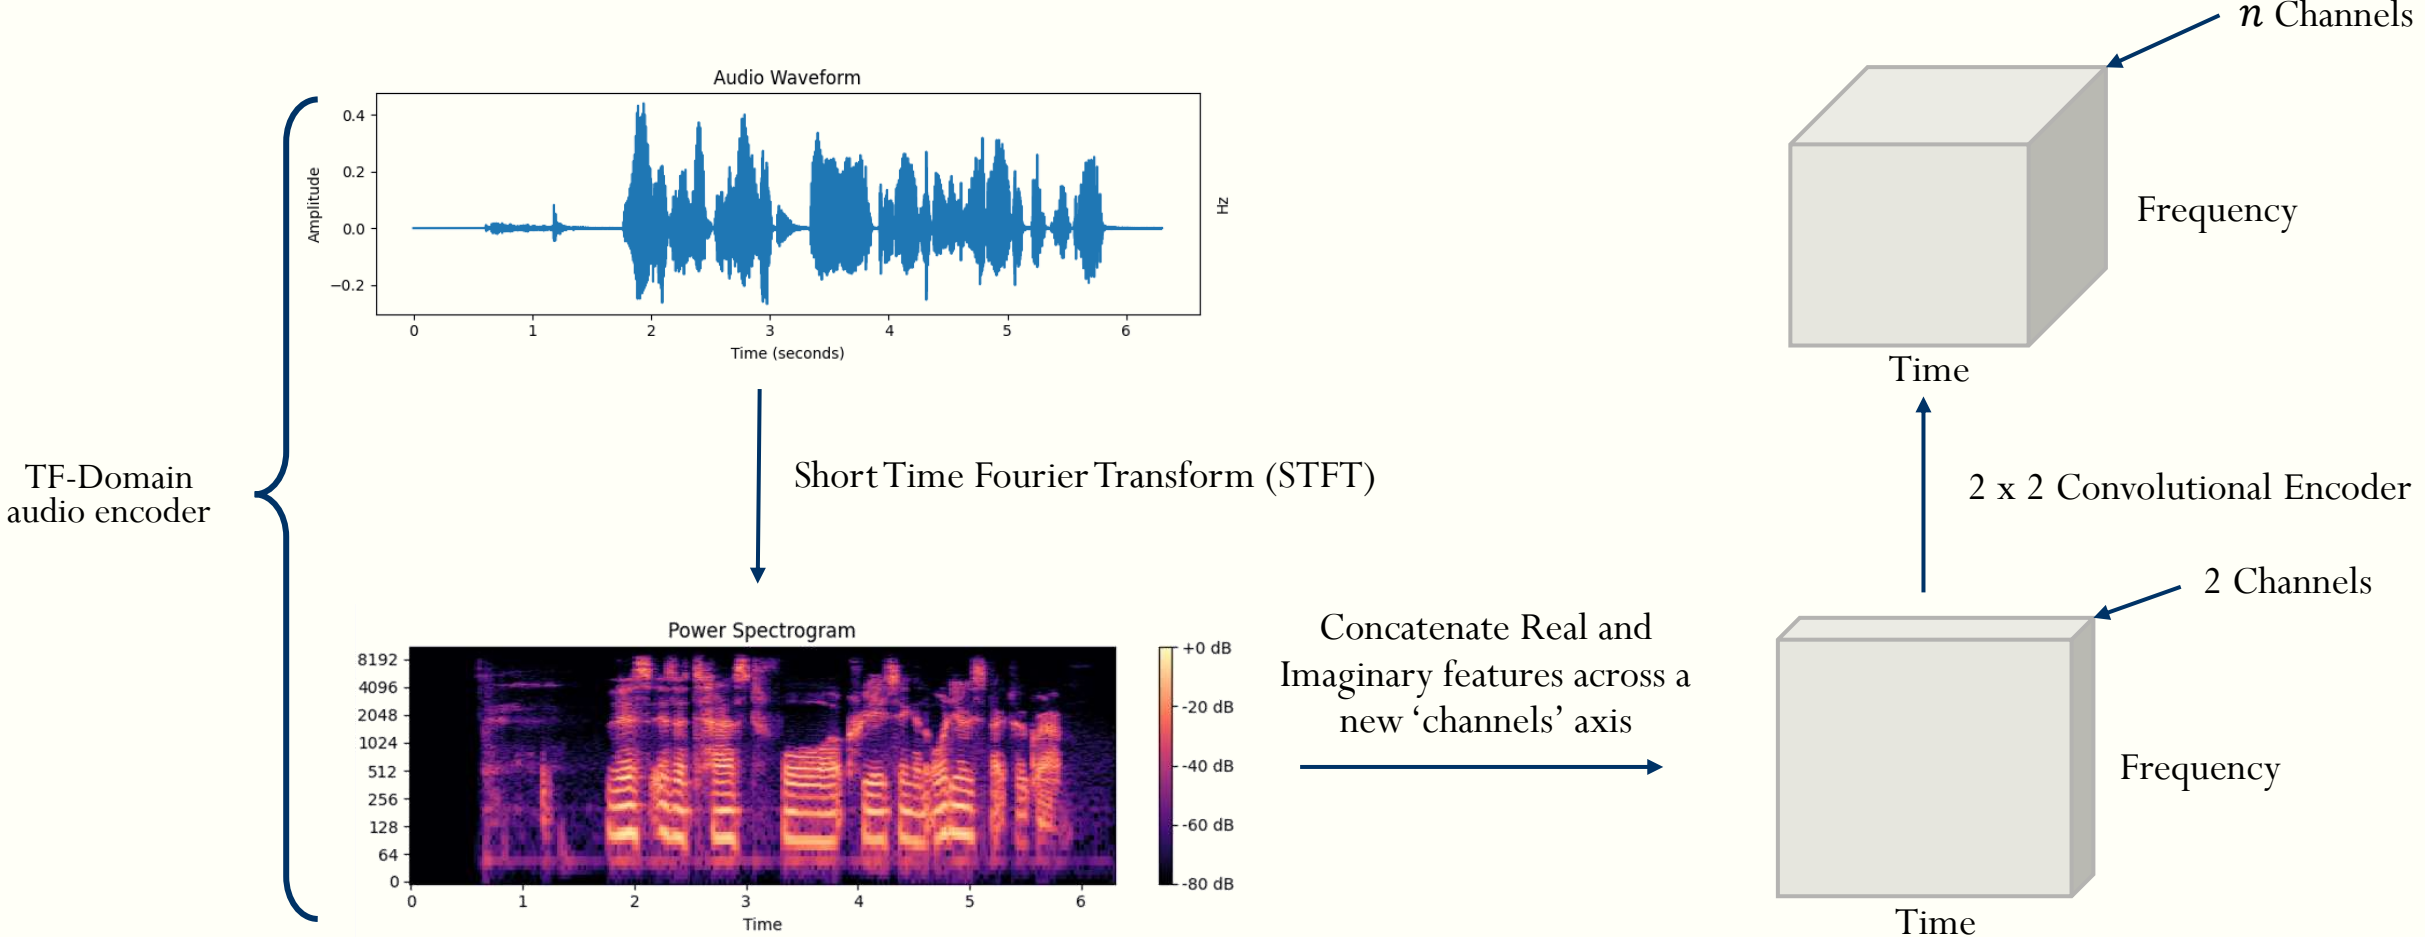 TF-Domain
audio encoder
Audio Waveform
Amplitude
0.4
0.2
0.0
−0.2
0 1 2 3 4 5 6
Time (seconds)
Hz
Short Time Fourier Transform (STFT)
Power Spectrogram
8192
4096
2048
1024
512
256
128
64
0
0 1 2 3 4 5 6
Time
+0 dB
-20 dB
-40 dB
-60 dB
-80 dB
Concatenate Real and
Imaginary features across a
new ‘channels’ axis
n Channels
Frequency
Time
2 x 2 Convolutional Encoder
2 Channels
Frequency
Time